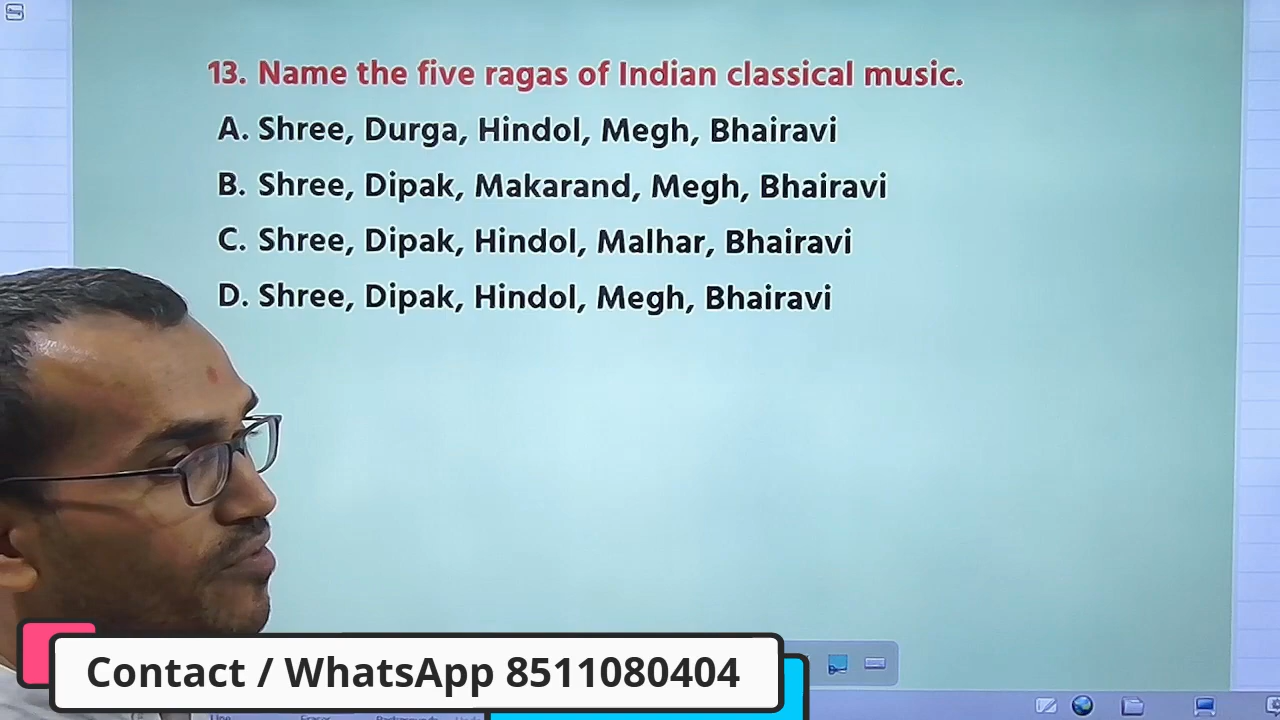 13. Name the five ragas of Indian classical music.
A. Shree, Durga, Hindol, Megh, Bhairavi
B. Shree, Dipak, Makarand, Megh, Bhairavi
C. Shree, Dipak, Hindol, Malhar, Bhairavi
D. Shree, Dipak, Hindol, Megh, Bhairavi
Contact / WhatsApp 8511080404